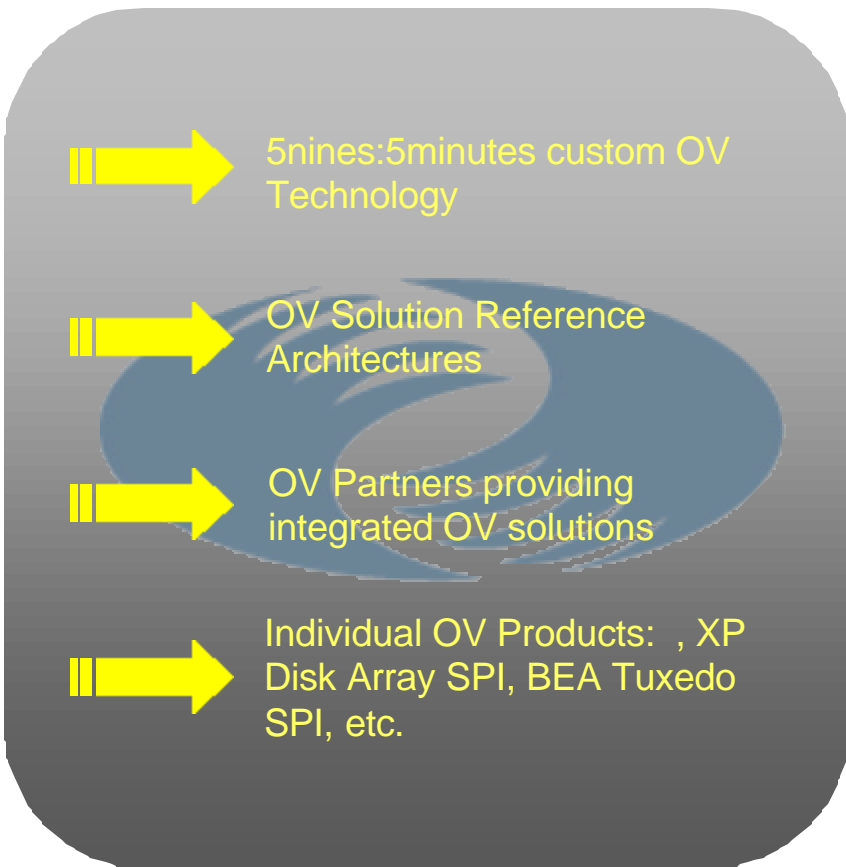 5nines:5minutes custom OV
Technology
OV Solution Reference
Architectures
OV Partners providing
integrated OV solutions
Individual OV Products:  , XP
Disk Array SPI, BEA Tuxedo
SPI, etc.